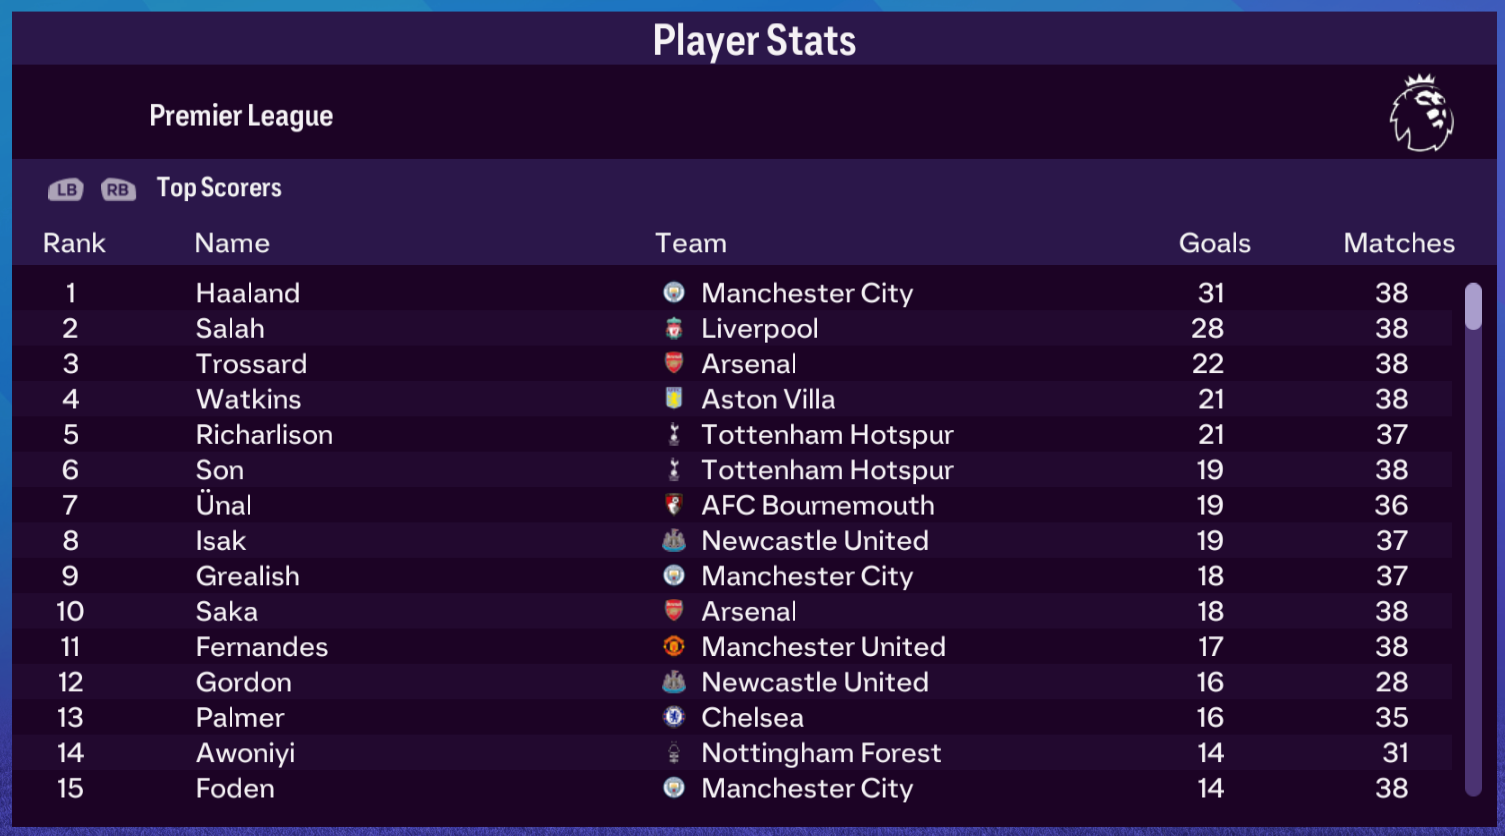 Player Stats
Premier League
LB RB Top Scorers
Rank Name Team Goals Matches
1 Haaland Manchester City 31 38
2 Salah Liverpool 28 38
3 Trossard Arsenal 22 38
4 Watkins Aston Villa 21 38
5 Richarlison Tottenham Hotspur 21 37
6 Son Tottenham Hotspur 19 38
7 Ünal AFC Bournemouth 19 36
8 Isak Newcastle United 19 37
9 Grealish Manchester City 18 37
10 Saka Arsenal 18 38
11 Fernandes Manchester United 17 38
12 Gordon Newcastle United 16 28
13 Palmer Chelsea 16 35
14 Awoniyi Nottingham Forest 14 31
15 Foden Manchester City 14 38